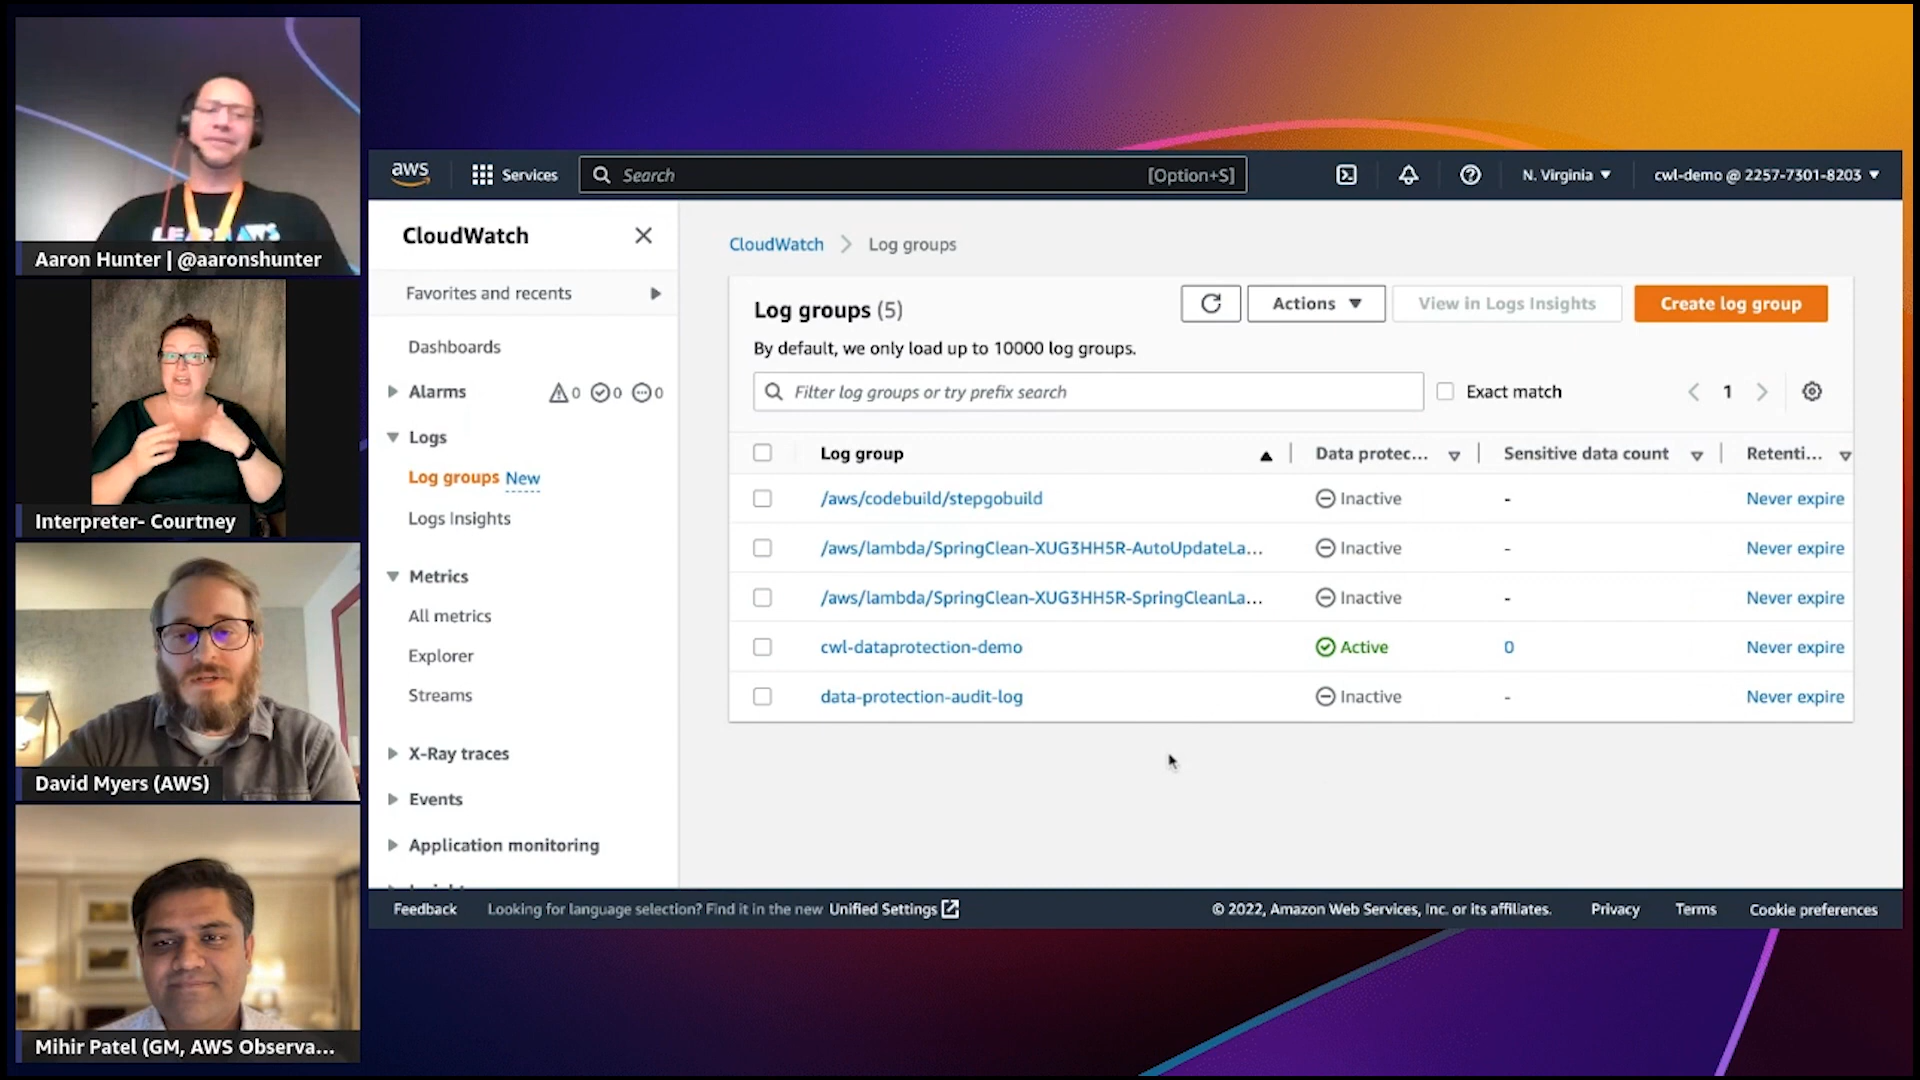 LEARN AWS
Aaron Hunter | @aaronshunter
Interpreter- Courtney
David Myers (AWS)
Mihir Patel (GM, AWS Observa...
aws
Services
Search
[Option+S]
N. Virginia
cwl-demo @ 2257-7301-8203
CloudWatch
Favorites and recents
Dashboards
Alarms
0
0
0
Logs
Log groups New
Logs Insights
Metrics
All metrics
Explorer
Streams
X-Ray traces
Events
Application monitoring
CloudWatch
Log groups
Log groups (5)
Actions
View in Logs Insights
Create log group
By default, we only load up to 10000 log groups.
Filter log groups or try prefix search
Exact match
1
Log group
Data protec...
Sensitive data count
Retenti...
/aws/codebuild/stepgobuild
Inactive
-
Never expire
/aws/lambda/SpringClean-XUG3HH5R-AutoUpdateLa...
Inactive
-
Never expire
/aws/lambda/SpringClean-XUG3HH5R-SpringCleanLa...
Inactive
-
Never expire
cwl-dataprotection-demo
Active
0
Never expire
data-protection-audit-log
Inactive
-
Never expire
Feedback
Looking for language selection? Find it in the new Unified Settings
© 2022, Amazon Web Services, Inc. or its affiliates.
Privacy
Terms
Cookie preferences